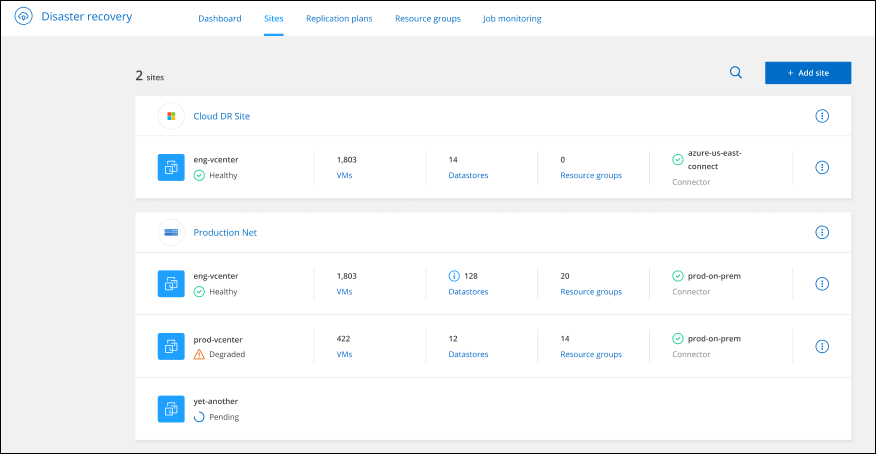 Disaster recovery Dashboard Sites Replication plans Resource groups Job monitoring
2 sites + Add site
Cloud DR Site
eng-vcenter 1,803 14 0 azure-us-east-
connect
Healthy VMs Datastores Resource groups Connector
Production Net
eng-vcenter 1,803 128 20 prod-on-prem
Healthy VMs Datastores Resource groups Connector
prod-vcenter 422 12 14 prod-on-prem
Degraded VMs Datastores Resource groups Connector
yet-another
Pending